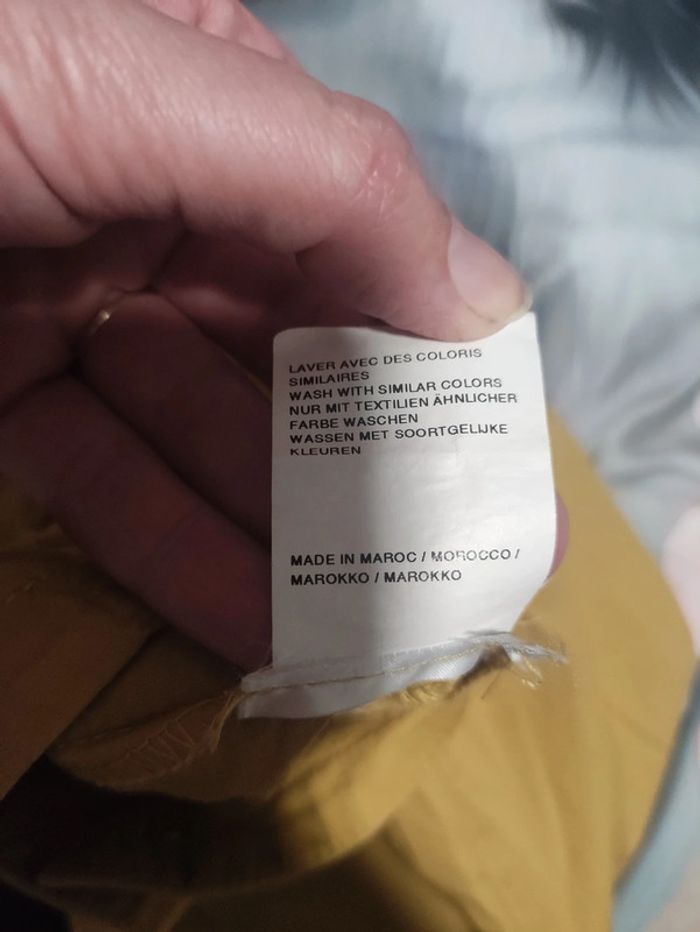 LAVER AVEC DES COLORIS
SIMILAIRES
WASH WITH SIMILAR COLORS
NUR MIT TEXTILIEN ÄHNLICHER
FARBE WASCHEN
WASSEN MET SOORTGELIJKE
KLEUREN
MADE IN MAROC / MOROCCO /
MAROKKO / MAROKKO